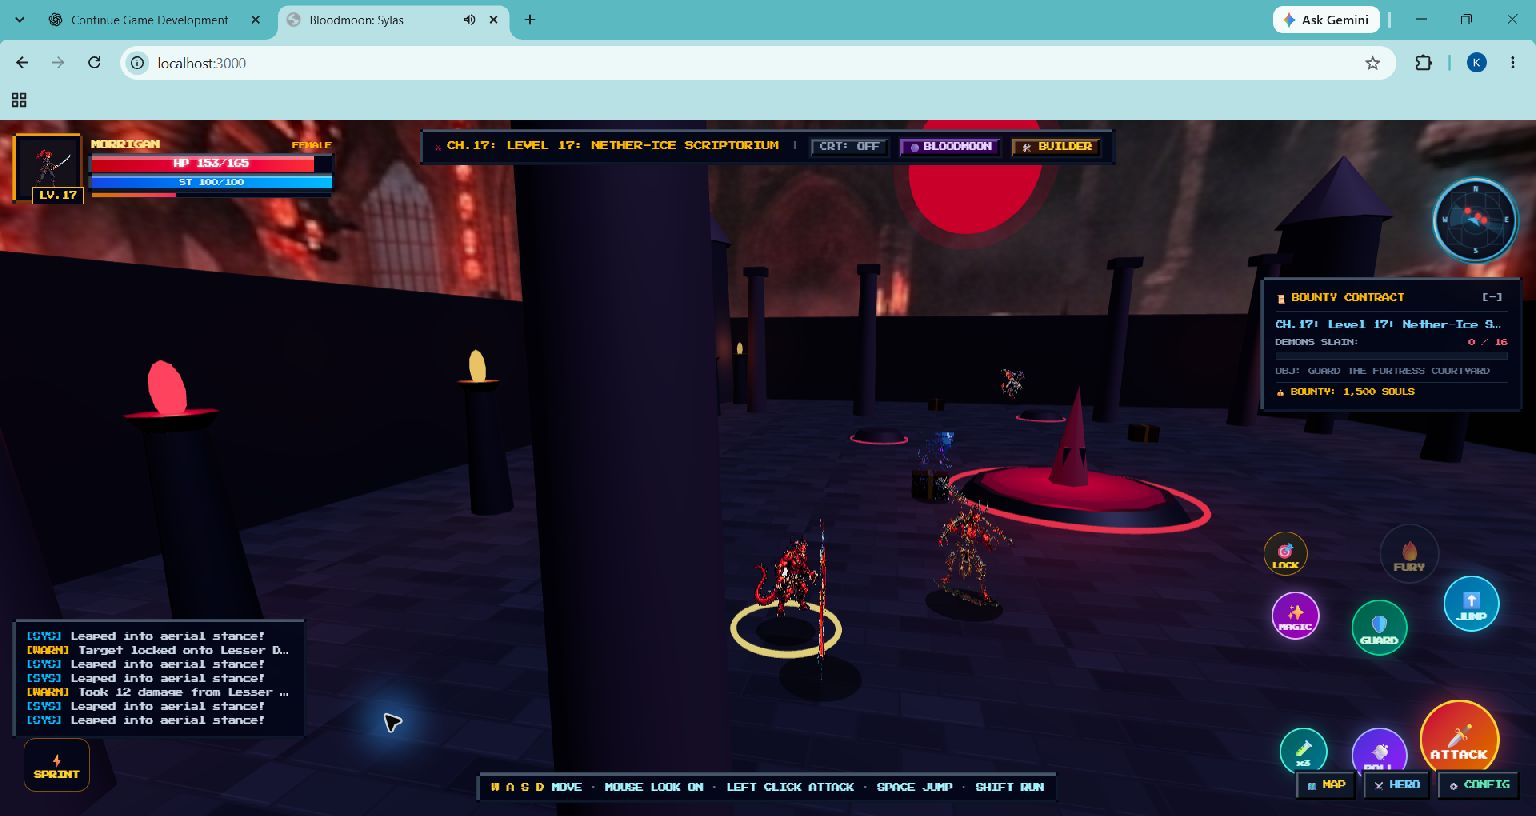 Continue Game Development
Bloodmoon: Sylas
Ask Gemini
localhost:3000
K
MORRIGAN
FEMALE
HP 153/165
ST 100/100
LV.17
CH.17: LEVEL 17: NETHER-ICE SCRIPTORIUM | CRT: OFF BLOODMOON BUILDER
N
W E
S
BOUNTY CONTRACT [-]
CH.17: Level 17: Nether-Ice S...
DEMONS SLAIN: 0 / 16
OBJ: GUARD THE FORTRESS COURTYARD
BOUNTY: 1,500 SOULS
LOCK
FURY
MAGIC
GUARD
JUMP
[SYS] Leaped into aerial stance!
[WARN] Target locked onto Lesser D...
[SYS] Leaped into aerial stance!
[SYS] Leaped into aerial stance!
[WARN] Took 12 damage from Lesser ...
[SYS] Leaped into aerial stance!
[SYS] Leaped into aerial stance!
SPRINT
x3
ROLL
ATTACK
W A S D MOVE · MOUSE LOOK ON · LEFT CLICK ATTACK · SPACE JUMP · SHIFT RUN
MAP
HERO
CONFIG